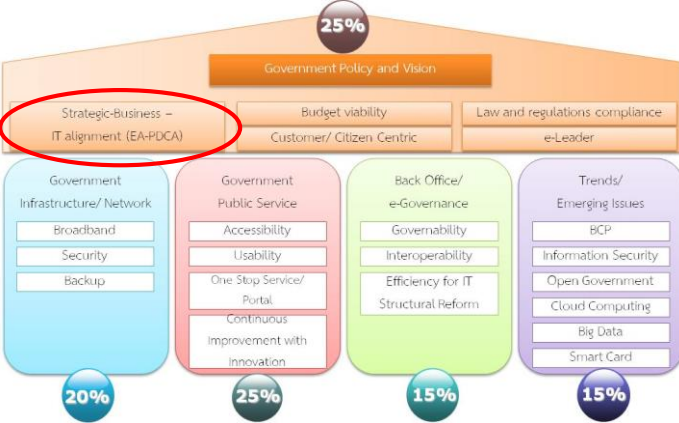 25%
Government Policy and Vision
Strategic-Business –
IT alignment (EA-PDCA)
Budget viability
Customer/ Citizen Centric
Law and regulations compliance
e-Leader
Government
Infrastructure/ Network
Broadband
Security
Backup
20%
Government
Public Service
Accessibility
Usability
One Stop Service/
Portal
Continuous
Improvement with
Innovation
25%
Back Office/
e-Governance
Governability
Interoperability
Efficiency for IT
Structural Reform
15%
Trends/
Emerging Issues
BCP
Information Security
Open Government
Cloud Computing
Big Data
Smart Card
15%